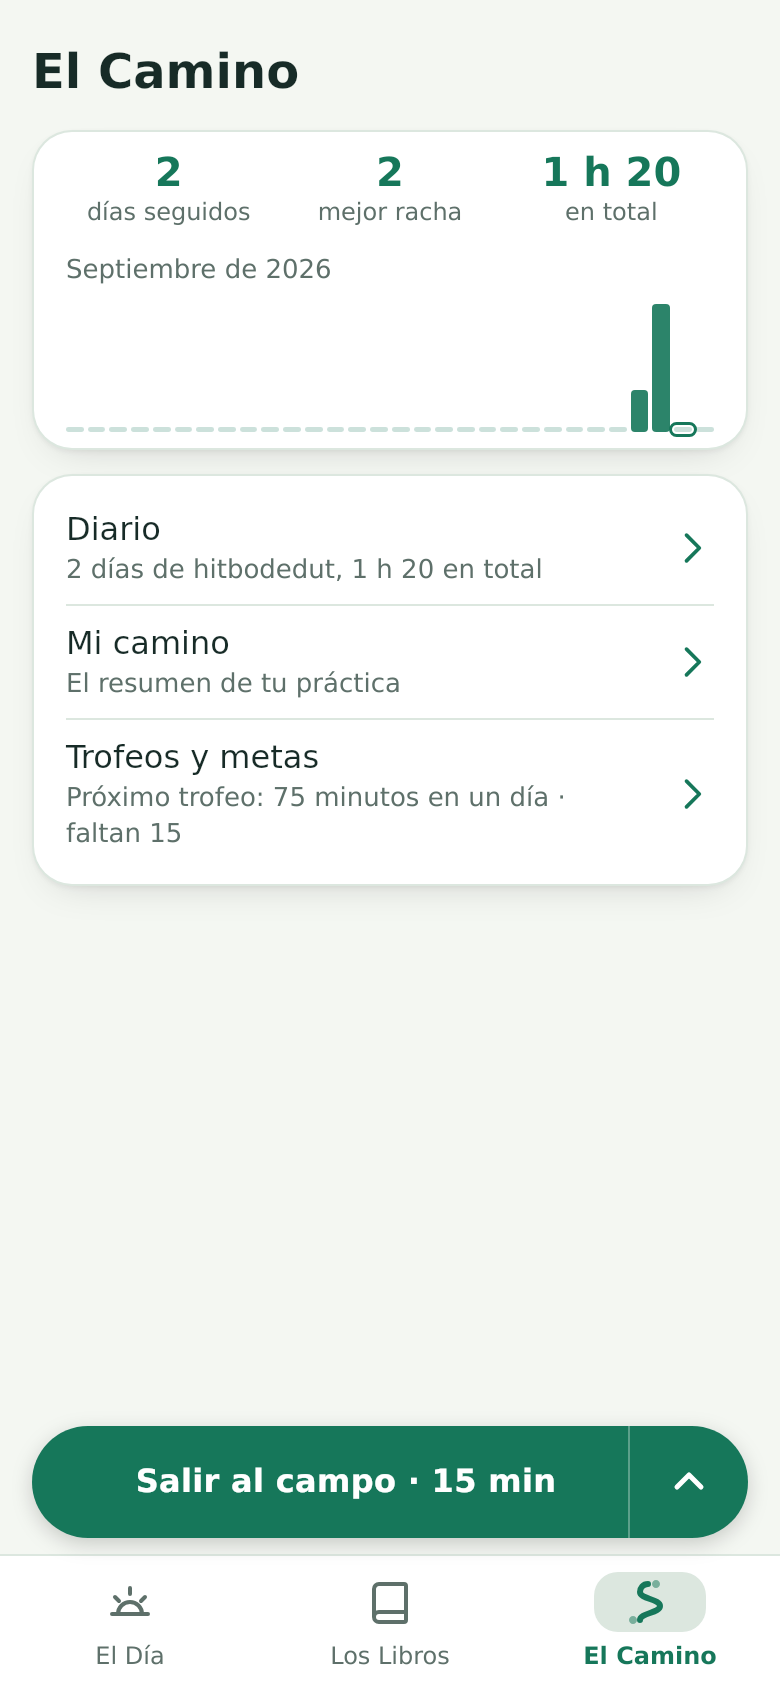 El Camino
2
días seguidos
2
mejor racha
1 h 20
en total
Septiembre de 2026
Diario
2 días de hitbodedut, 1 h 20 en total
Mi camino
El resumen de tu práctica
Trofeos y metas
Próximo trofeo: 75 minutos en un día ·
faltan 15
Salir al campo · 15 min
El Día
Los Libros
El Camino